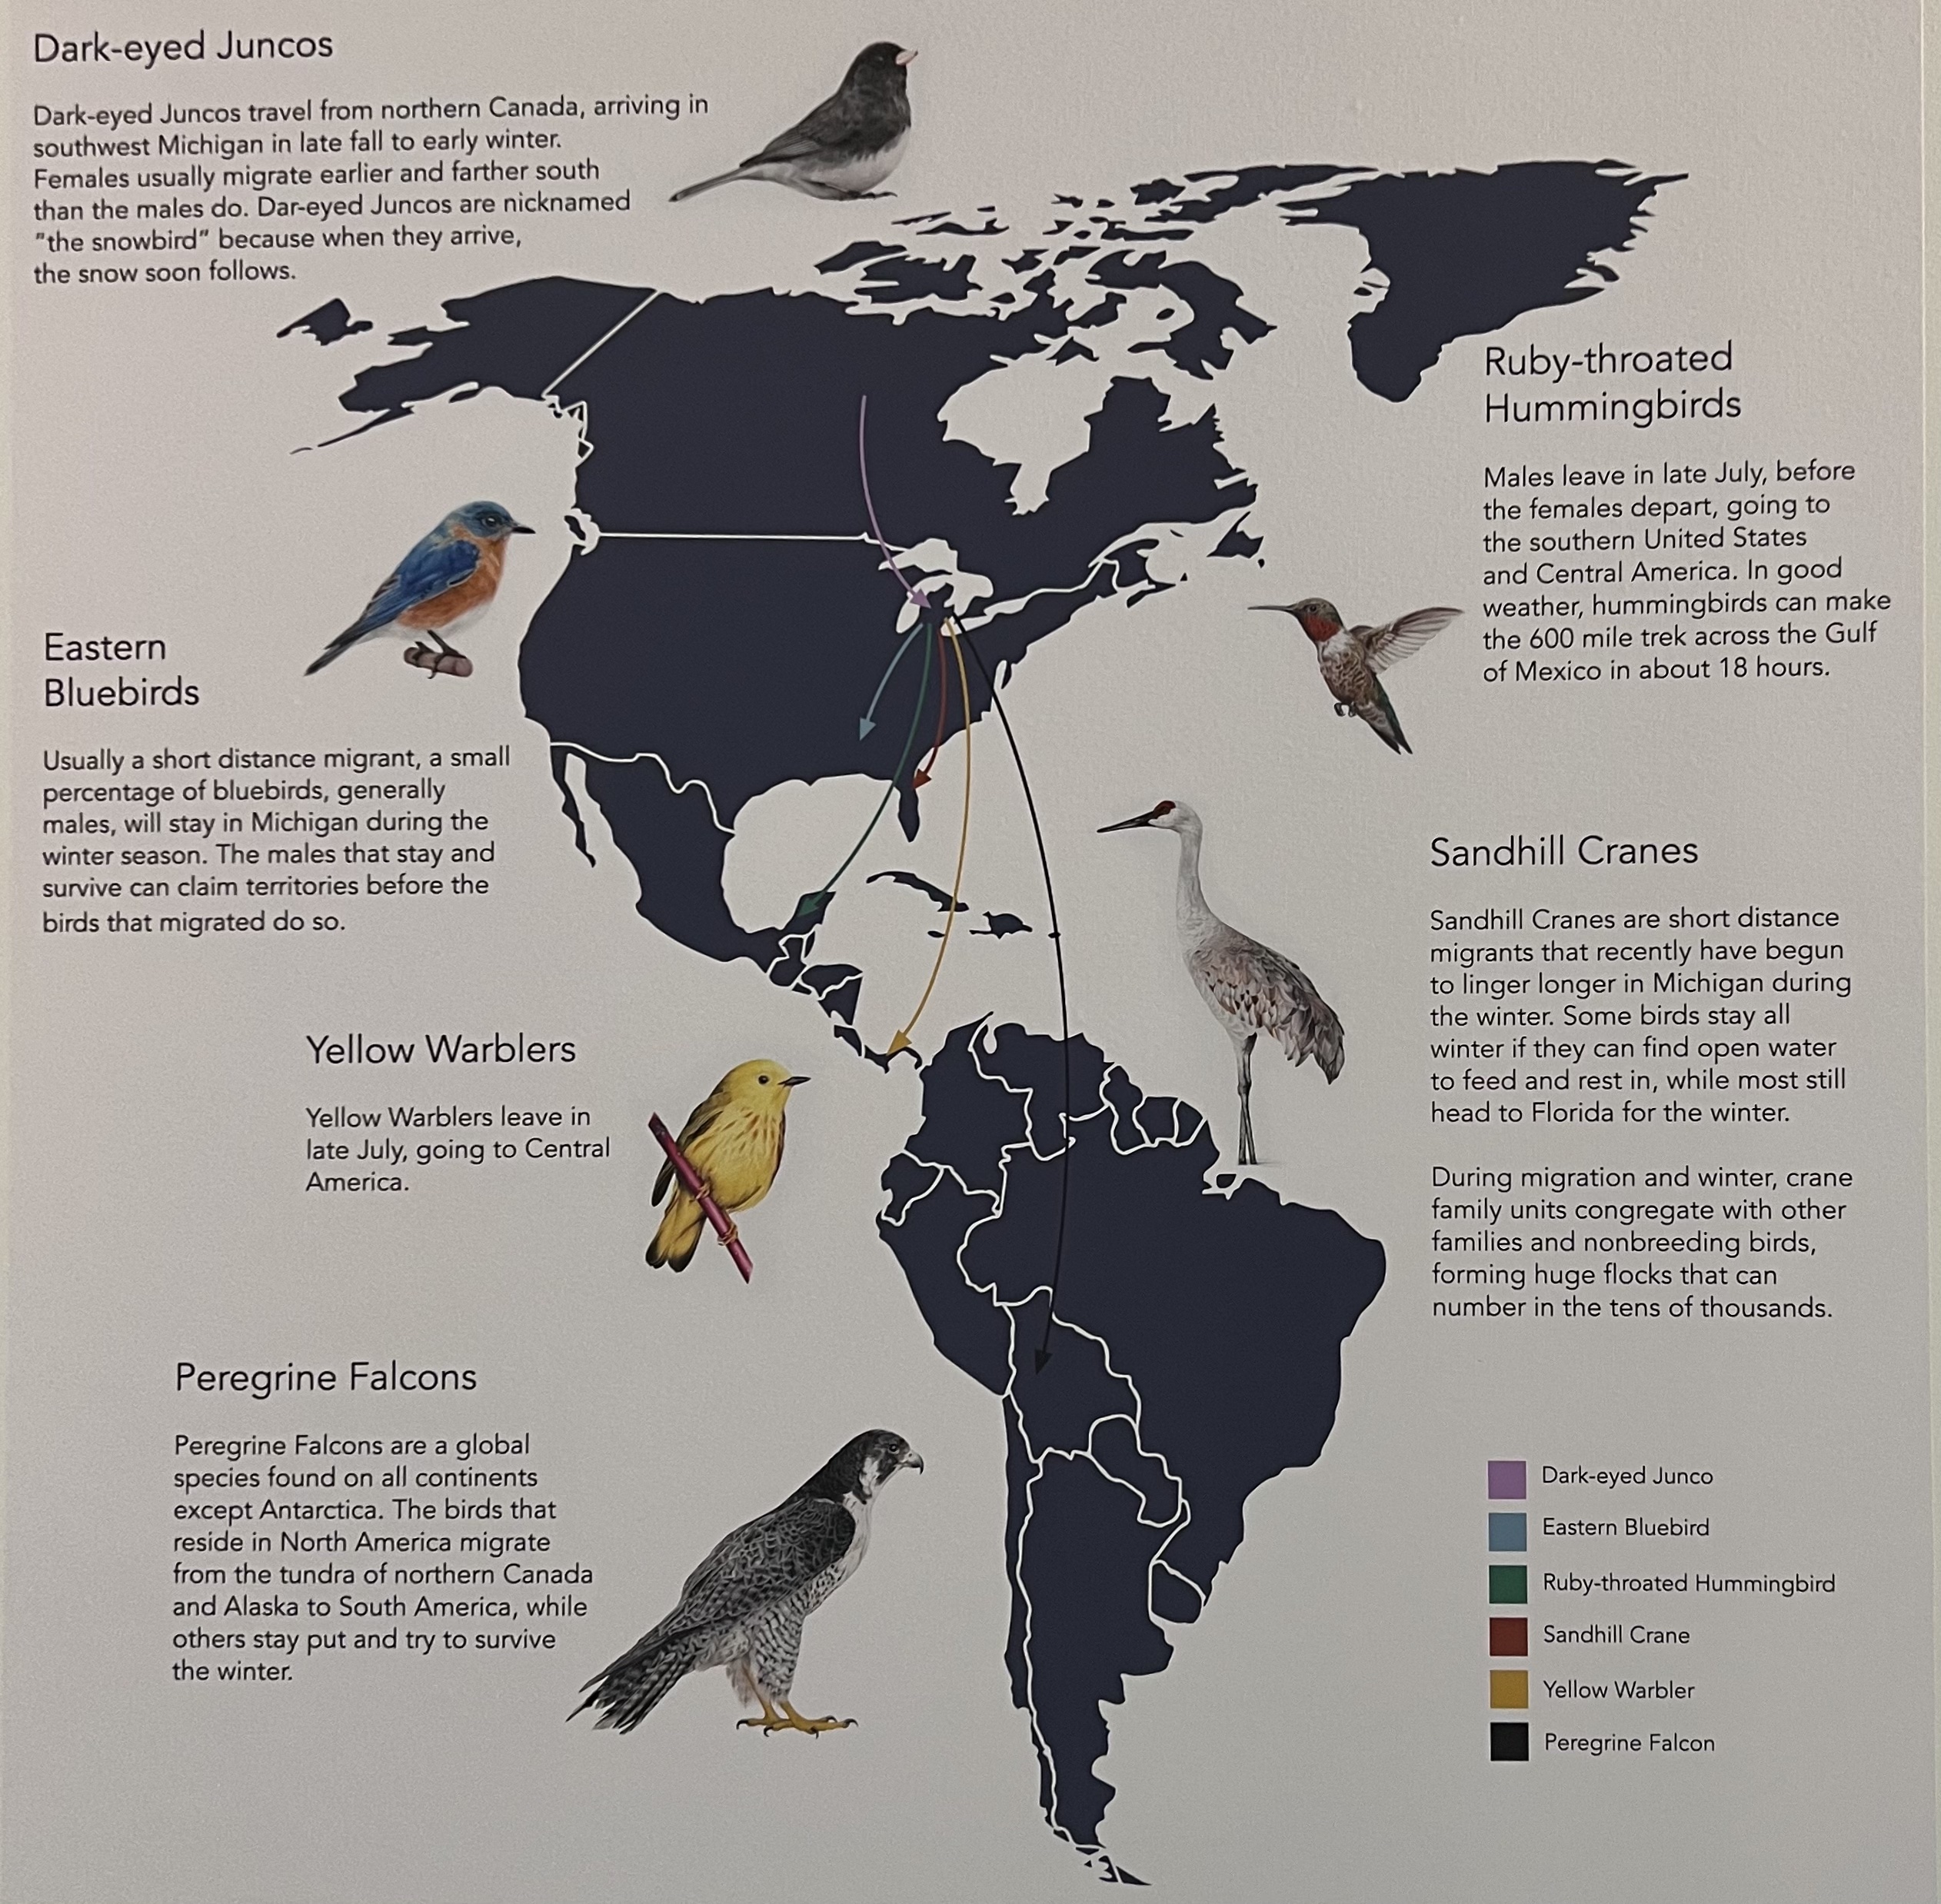 Dark-eyed Juncos
Dark-eyed Juncos travel from northern Canada, arriving in
southwest Michigan in late fall to early winter.
Females usually migrate earlier and farther south
than the males do. Dar-eyed Juncos are nicknamed
"the snowbird" because when they arrive,
the snow soon follows.
Ruby-throated
Hummingbirds
Males leave in late July, before
the females depart, going to
the southern United States
and Central America. In good
weather, hummingbirds can make
the 600 mile trek across the Gulf
of Mexico in about 18 hours.
Eastern
Bluebirds
Usually a short distance migrant, a small
percentage of bluebirds, generally
males, will stay in Michigan during the
winter season. The males that stay and
survive can claim territories before the
birds that migrated do so.
Sandhill Cranes
Sandhill Cranes are short distance
migrants that recently have begun
to linger longer in Michigan during
the winter. Some birds stay all
winter if they can find open water
to feed and rest in, while most still
head to Florida for the winter.
During migration and winter, crane
family units congregate with other
families and nonbreeding birds,
forming huge flocks that can
number in the tens of thousands.
Yellow Warblers
Yellow Warblers leave in
late July, going to Central
America.
Peregrine Falcons
Peregrine Falcons are a global
species found on all continents
except Antarctica. The birds that
reside in North America migrate
from the tundra of northern Canada
and Alaska to South America, while
others stay put and try to survive
the winter.
Dark-eyed Junco
Eastern Bluebird
Ruby-throated Hummingbird
Sandhill Crane
Yellow Warbler
Peregrine Falcon